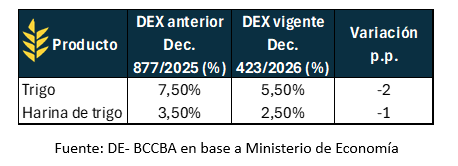 Producto DEX anterior Dec. 877/2025 (%) DEX vigente Dec. 423/2026 (%) Variación p.p.
Trigo 7,50% 5,50% -2
Harina de trigo 3,50% 2,50% -1
Fuente: DE- BCCBA en base a Ministerio de Economía